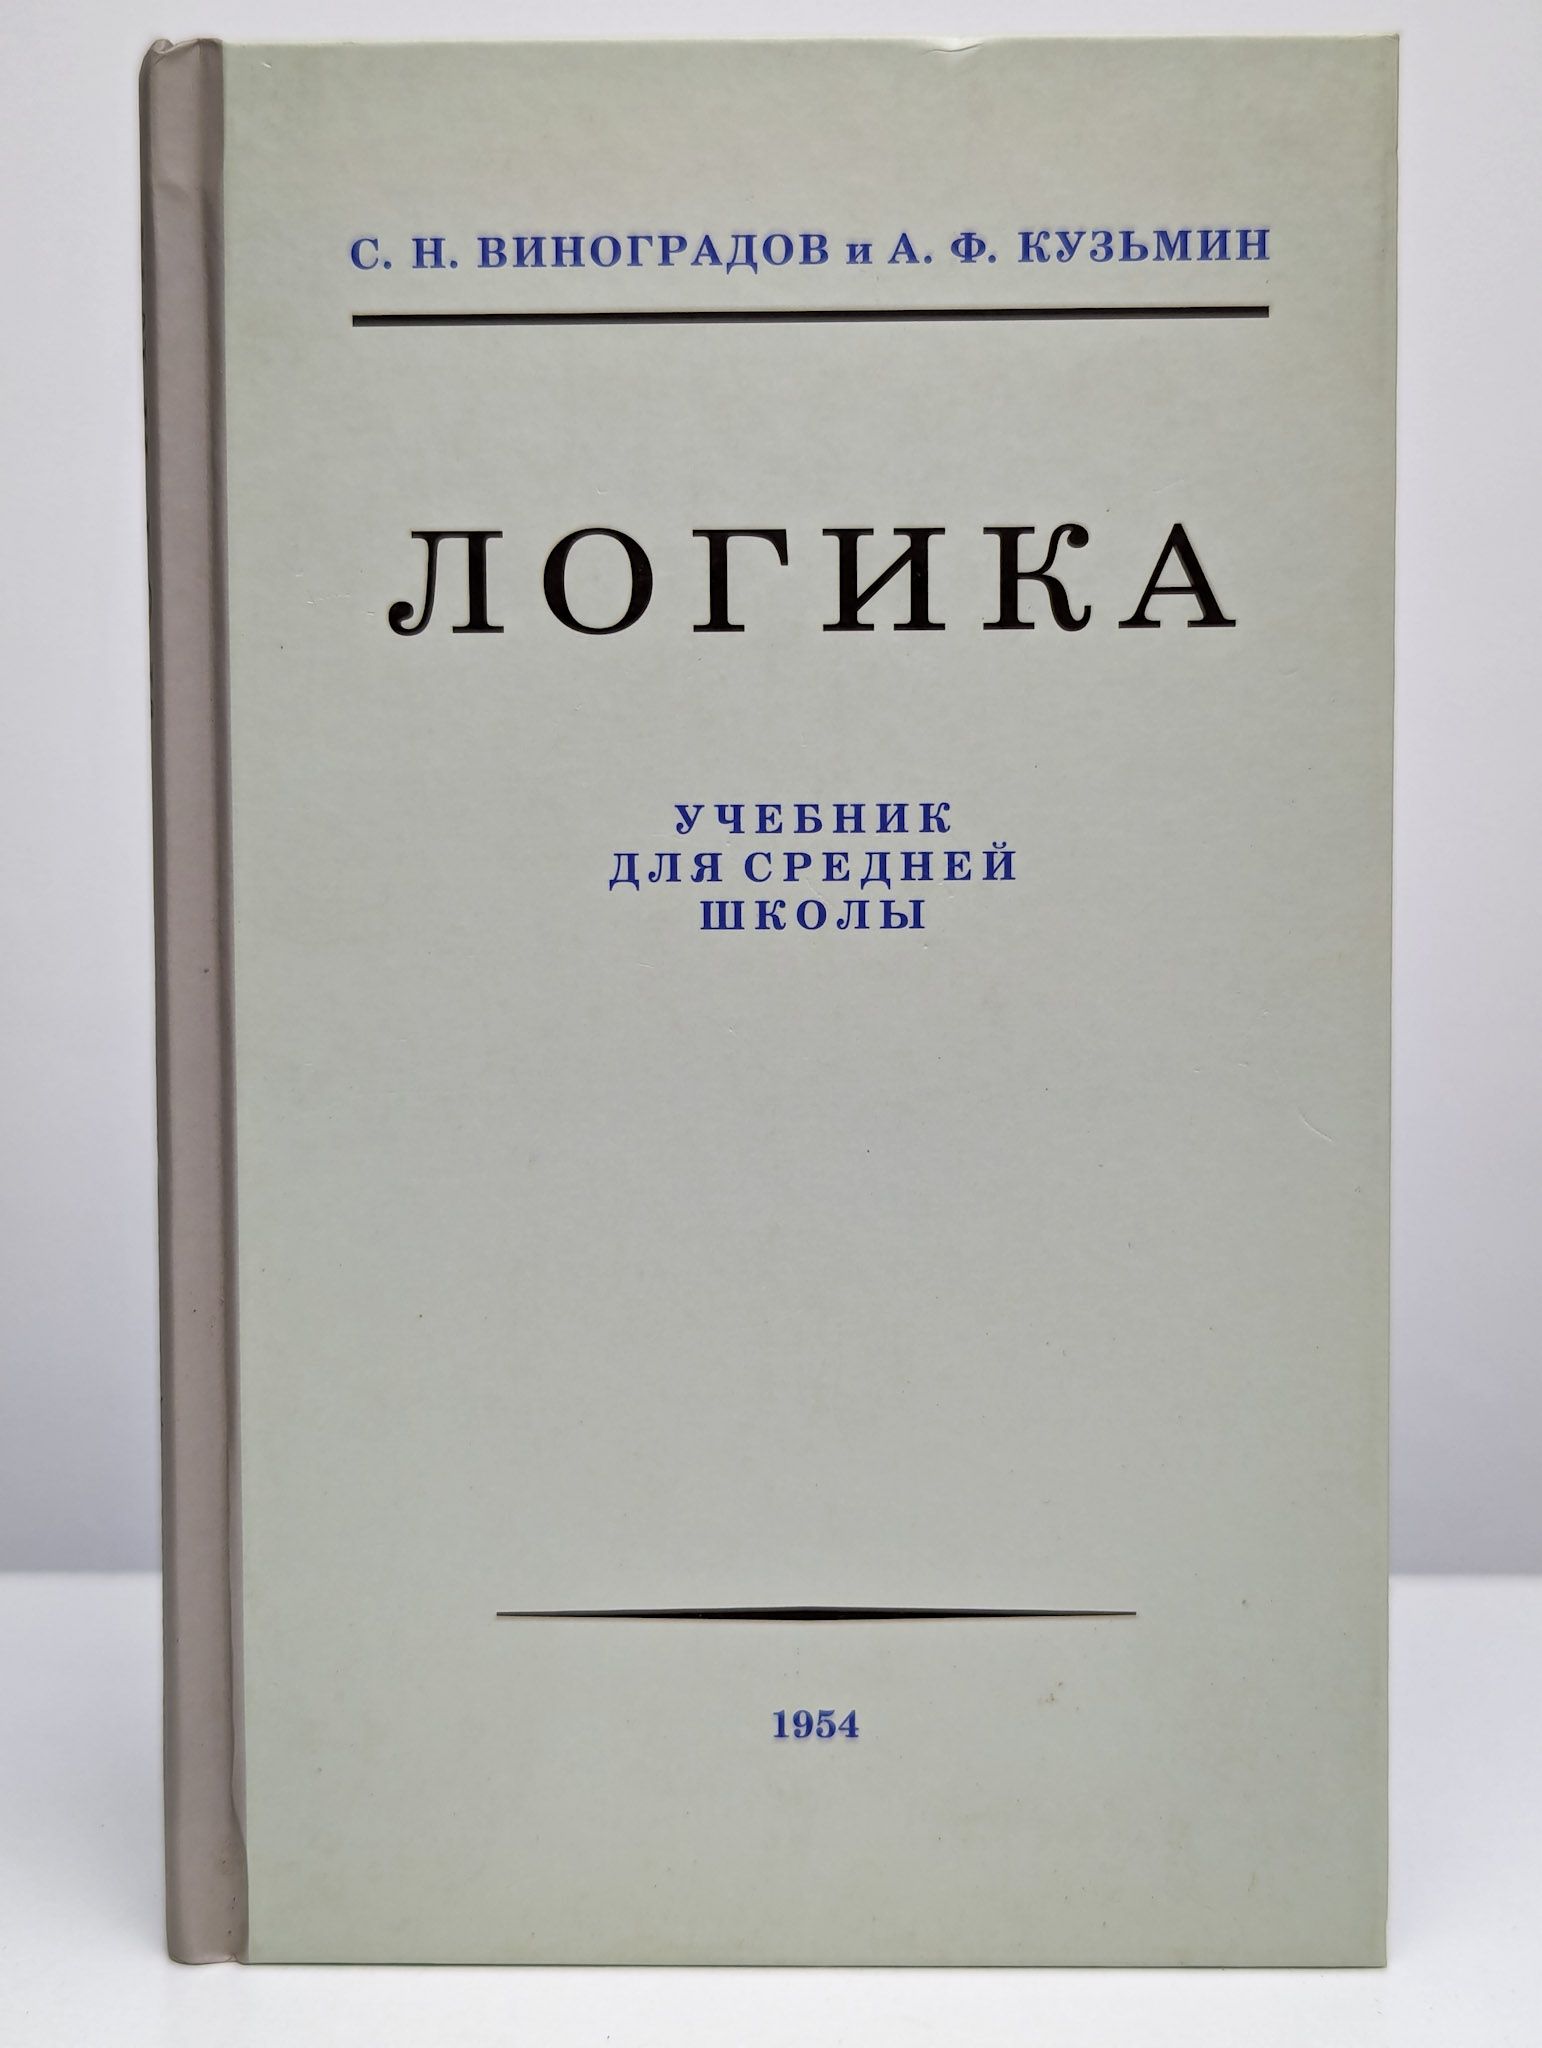 С. Н. ВИНОГРАДОВ и А. Ф. КУЗЬМИН
ЛОГИКА
УЧЕБНИК
ДЛЯ СРЕДНЕЙ
ШКОЛЫ
1954